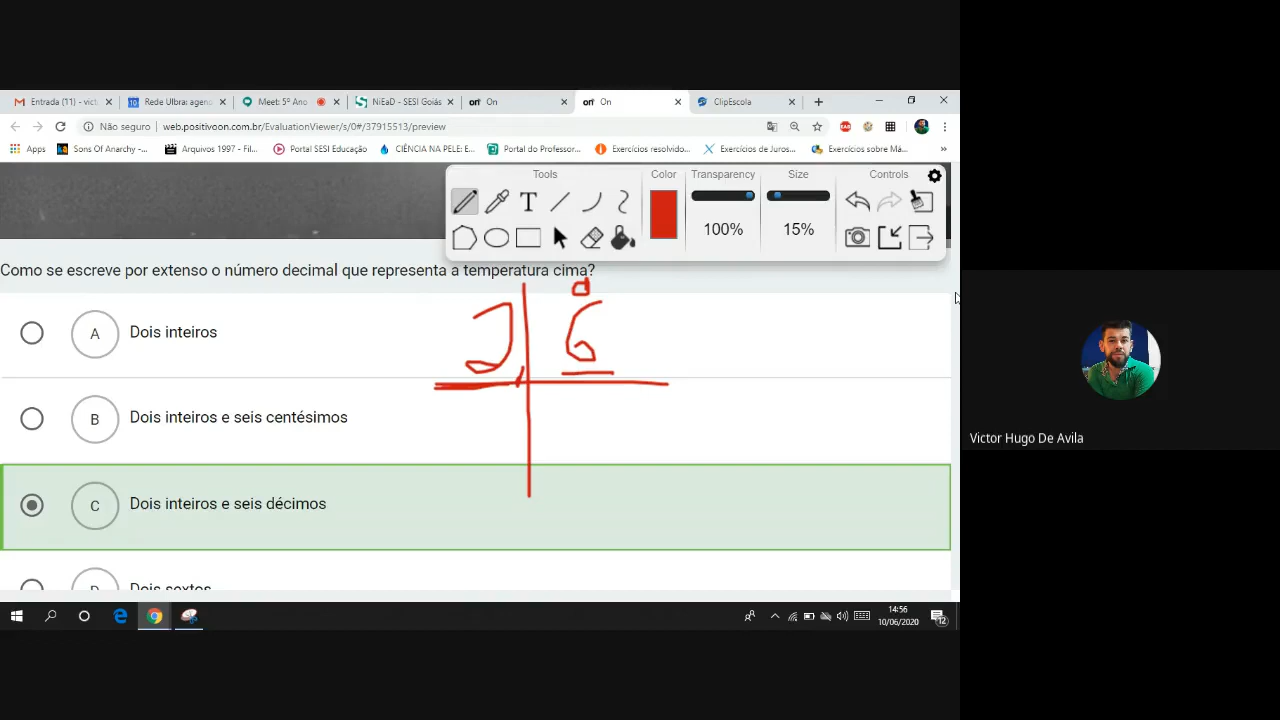 Entrada (11) - vict
Rede Ulbra: agend
Meet: 5º Ano
NiEaD - SESI Goiás
On
On
ClipEscola
Não seguro
web.positivoon.com.br/EvaluationViewer/s/0#/37915513/preview
Apps
Sons Of Anarchy -...
Arquivos 1997 - Fil...
Portal SESI Educação
CIÊNCIA NA PELE: E...
Portal do Professor...
Exercícios resolvido...
Exercícios de Juros...
Exercícios sobre Má...
»
Tools
Color
Transparency
Size
Controls
T
100%
15%
Como se escreve por extenso o número decimal que representa a temperatura cima?
d
2, 6
A
Dois inteiros
B
Dois inteiros e seis centésimos
C
Dois inteiros e seis décimos
D
Dois sextos
Victor Hugo De Avila
14:56
10/06/2020
12